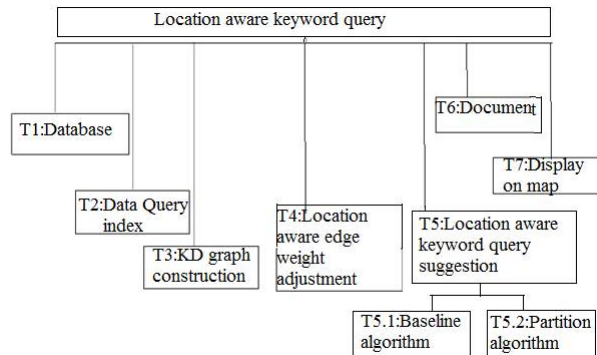 Location aware keyword query
T1:Database
T2:Data Query
index
T3:KD graph
construction
T4:Location
aware edge
weight
adjustment
T5:Location aware
keyword query
suggestion
T6:Document
T7:Display
on map
T5.1:Baseline
algorithm
T5.2:Partition
algorithm